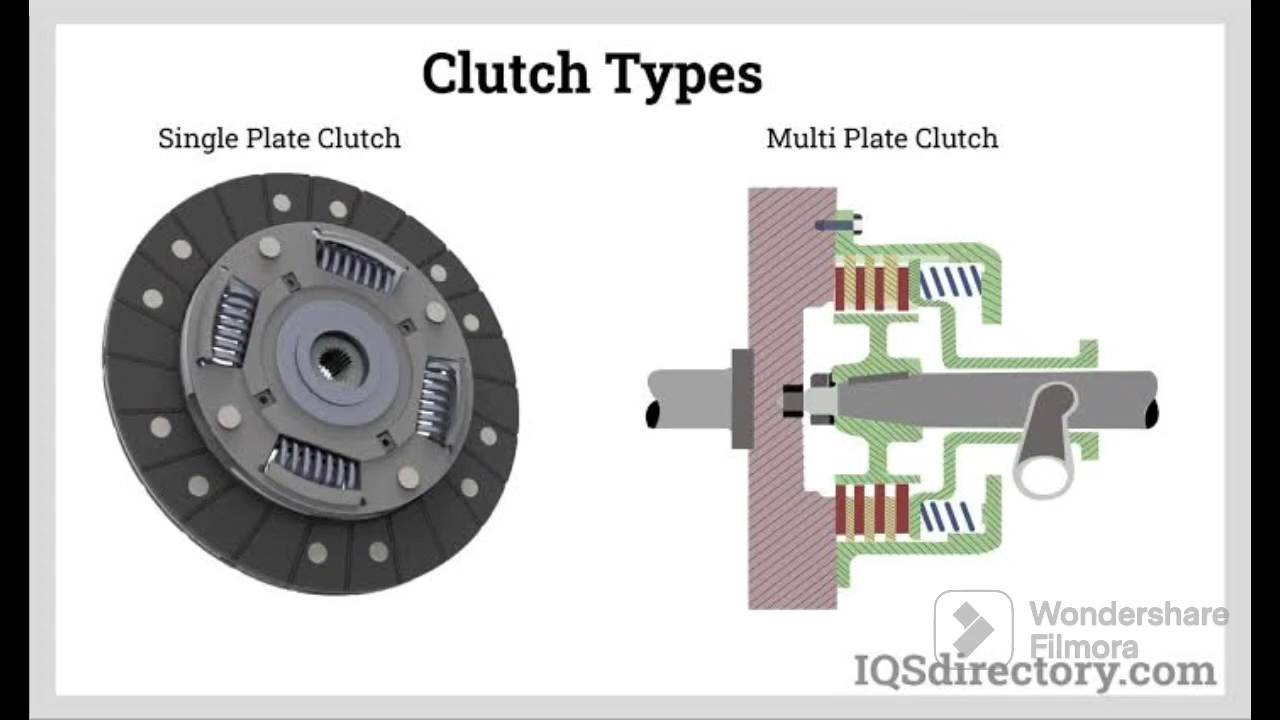 Clutch Types
Single Plate Clutch
Multi Plate Clutch
Wondershare
Filmora
IQSdirectory.com